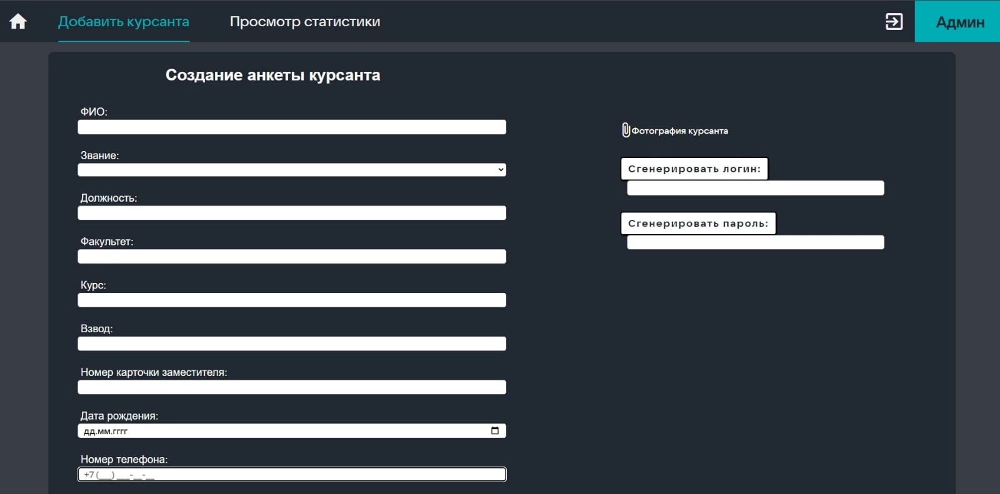 Добавить курсанта
Просмотр статистики
Админ
Создание анкеты курсанта
ФИО:
Звание:
Должность:
Факультет:
Курс:
Взвод:
Номер карточки заместителя:
Дата рождения:
дд.мм.гггг
Номер телефона:
+7 (___) ___-__-__
Фотография курсанта
Сгенерировать логин:
Сгенерировать пароль: